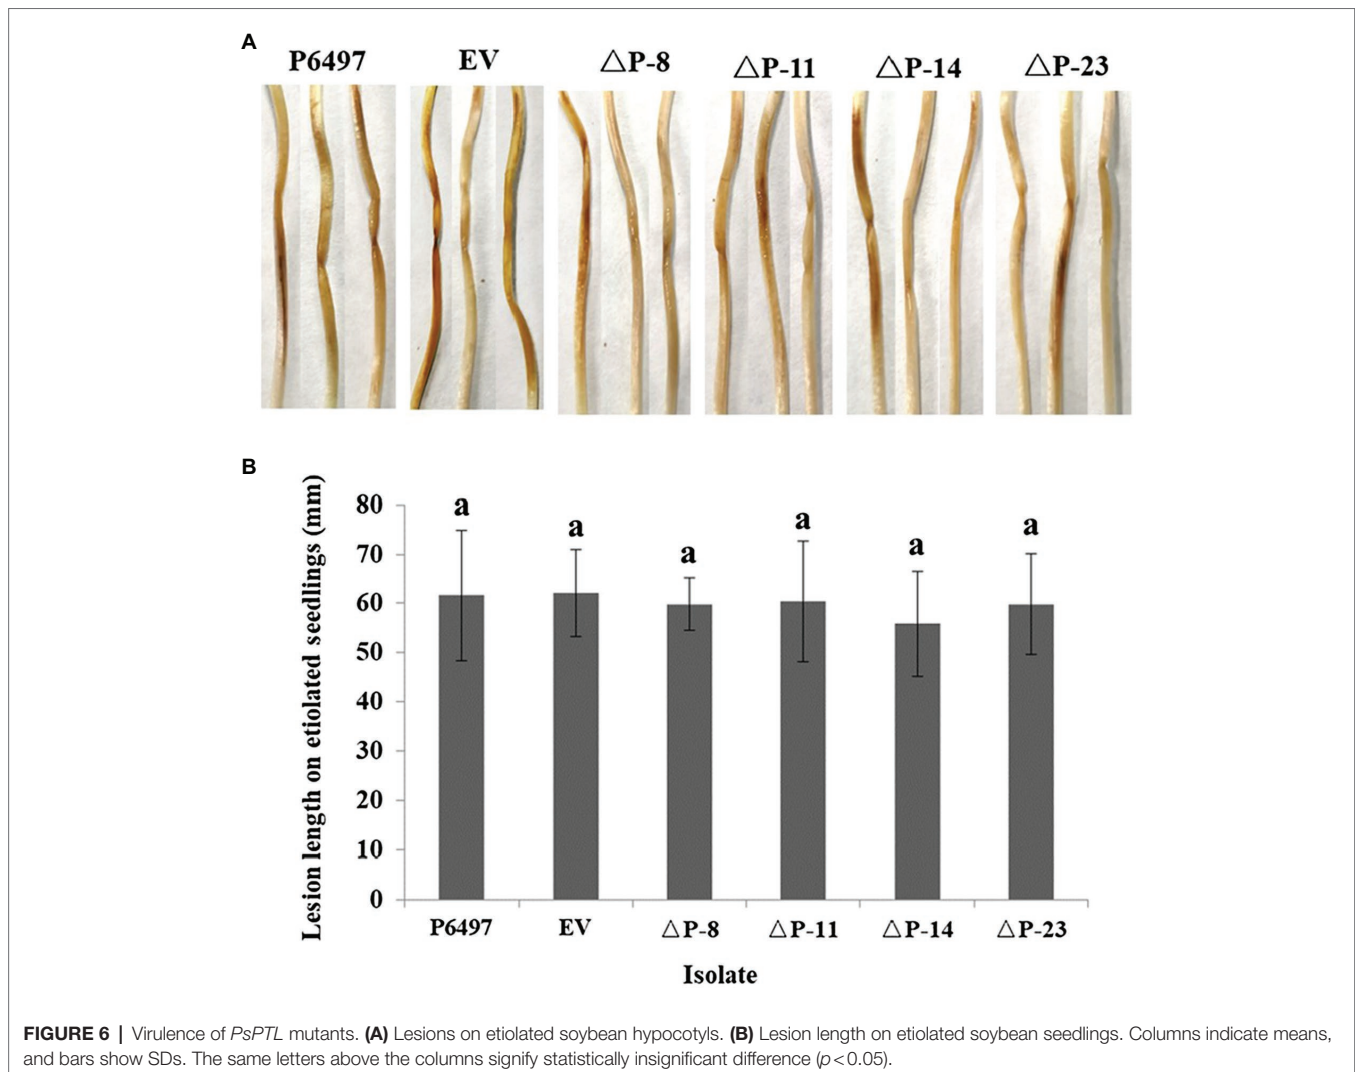 A
P6497 EV △P-8 △P-11 △P-14 △P-23
B
Lesion length on etiolated seedlings (mm)
80
70
60
50
40
30
20
10
0
a a a a a a
P6497 EV △P-8 △P-11 △P-14 △P-23
Isolate
FIGURE 6 | Virulence of PsPTL mutants. (A) Lesions on etiolated soybean hypocotyls. (B) Lesion length on etiolated soybean seedlings. Columns indicate means,
and bars show SDs. The same letters above the columns signify statistically insignificant difference (p < 0.05).